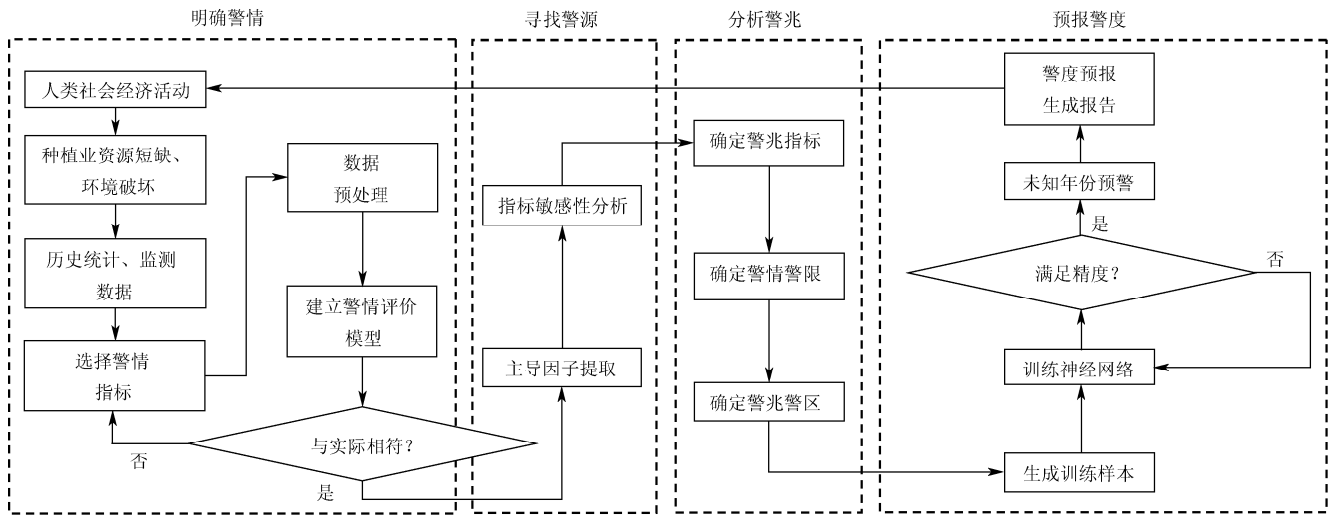 明确警情
人类社会经济活动
种植业资源短缺、
环境破坏
历史统计、监测
数据
选择警情
指标
数据
预处理
建立警情评价
模型
与实际相符?
否
是
寻找警源
指标敏感性分析
主导因子提取
分析警兆
确定警兆指标
确定警情警限
确定警兆警区
预报警度
警度预报
生成报告
未知年份预警
是
满足精度?
否
训练神经网络
生成训练样本